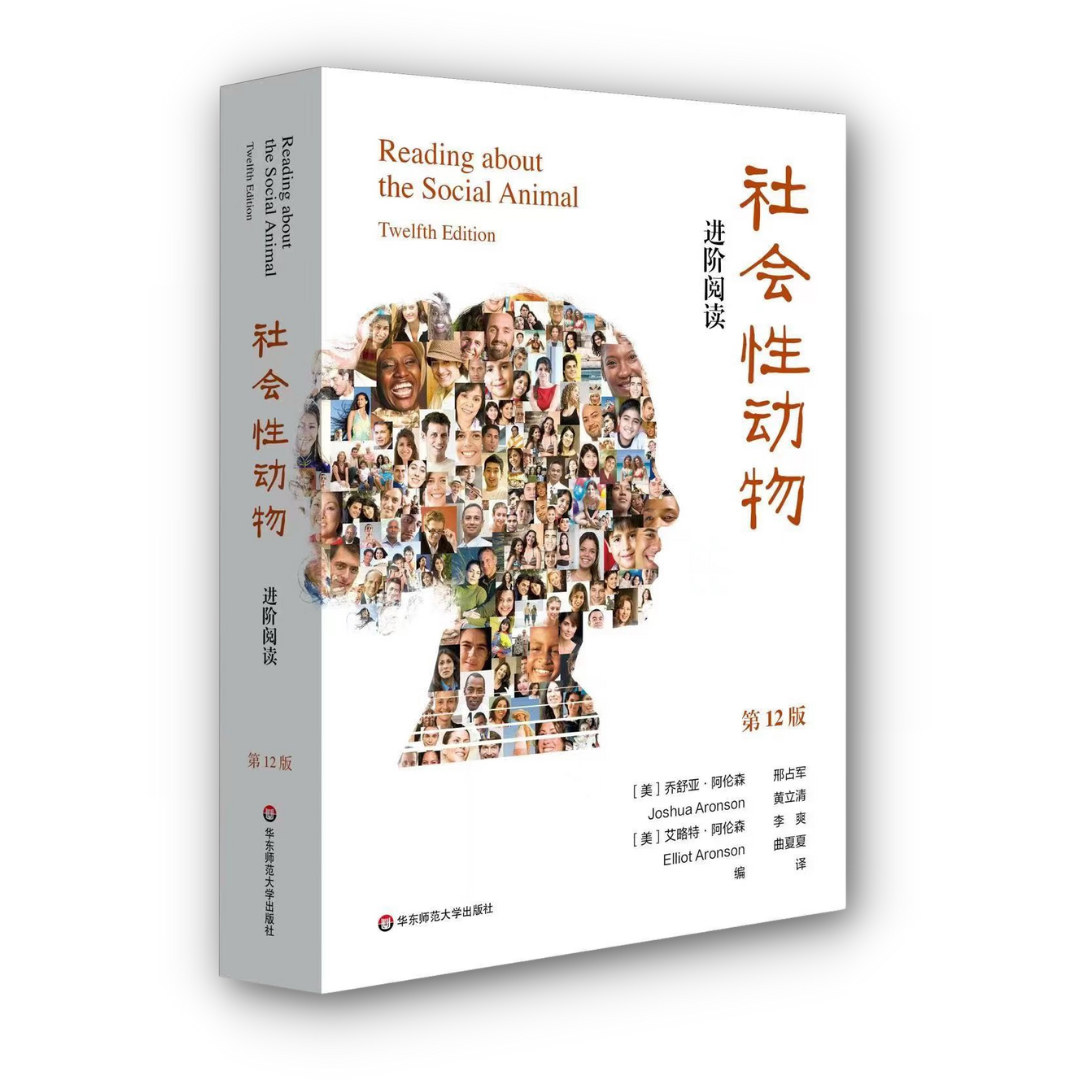 Reading about
the Social Animal
Twelfth Edition
社会性动物
进阶阅读
第12版
华东师范大学出版社
Reading about
the Social Animal
Twelfth Edition
社会性动物
进阶阅读
第12版
[美]乔舒亚·阿伦森
Joshua Aronson
[美]艾略特·阿伦森
Elliot Aronson
编
邢占军
黄立清
李 爽
曲夏夏
译
华东师范大学出版社